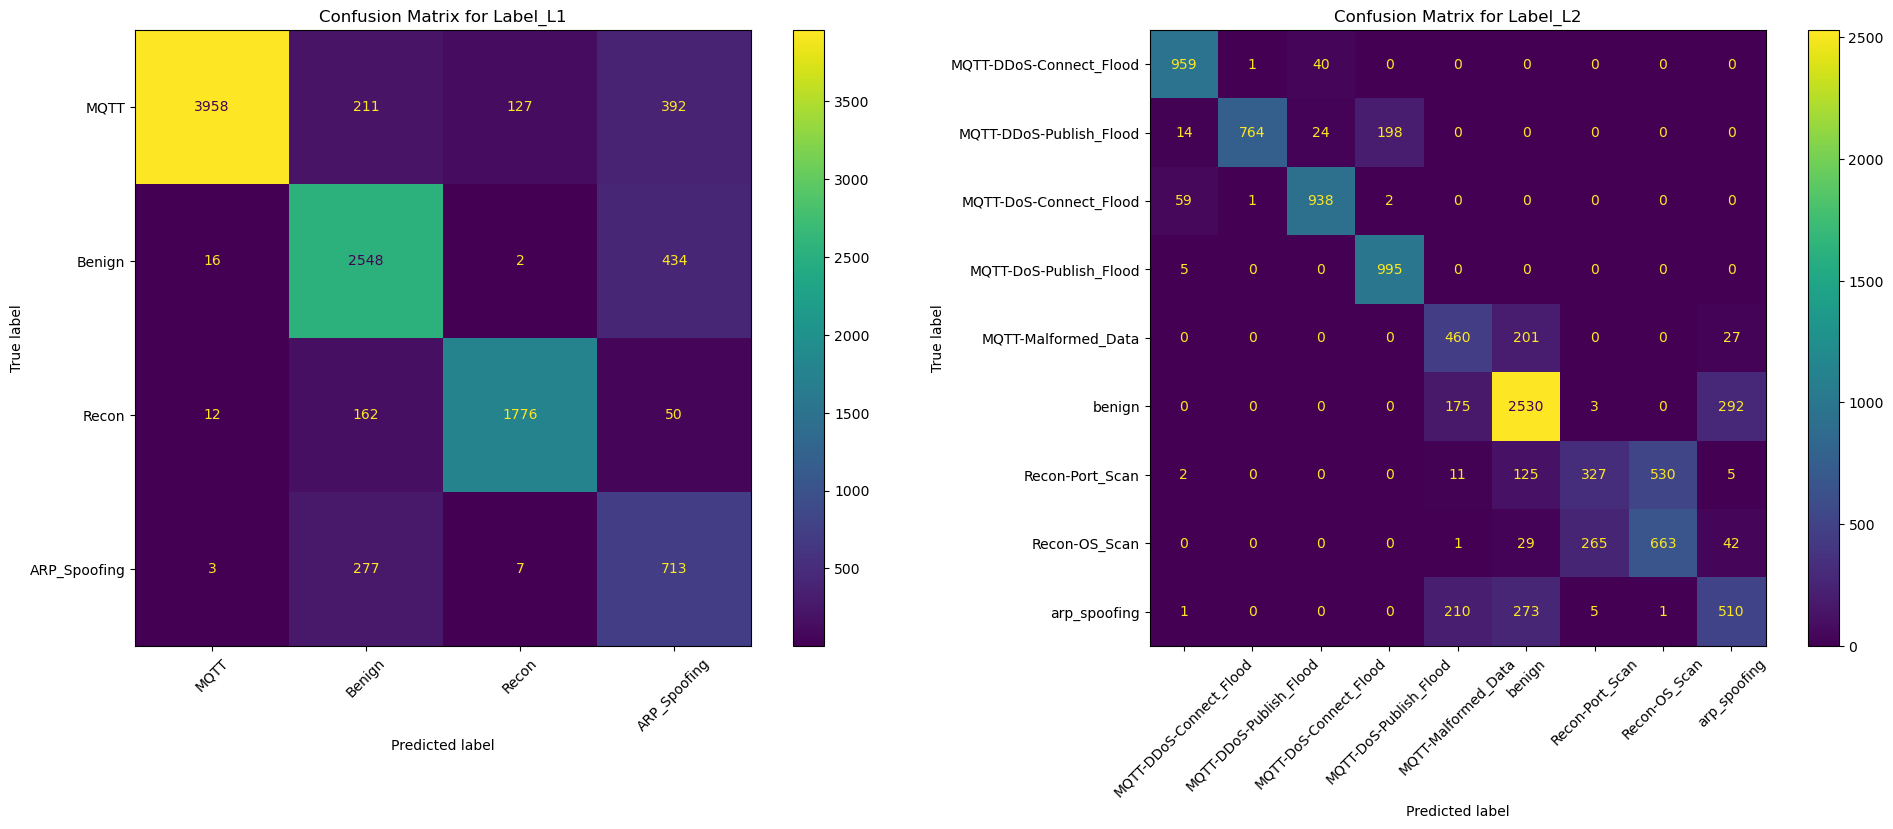 Confusion Matrix for Label_L1
True label
MQTT 3958 211 127 392
Benign 16 2548 2 434
Recon 12 162 1776 50
ARP_Spoofing 3 277 7 713
MQTT Benign Recon ARP_Spoofing
Predicted label
3500
3000
2500
2000
1500
1000
500
Confusion Matrix for Label_L2
True label
MQTT-DDoS-Connect_Flood 959 1 40 0 0 0 0 0 0
MQTT-DDoS-Publish_Flood 14 764 24 198 0 0 0 0 0
MQTT-DoS-Connect_Flood 59 1 938 2 0 0 0 0 0
MQTT-DoS-Publish_Flood 5 0 0 995 0 0 0 0 0
MQTT-Malformed_Data 0 0 0 0 460 201 0 0 27
benign 0 0 0 0 175 2530 3 0 292
Recon-Port_Scan 2 0 0 0 11 125 327 530 5
Recon-OS_Scan 0 0 0 0 1 29 265 663 42
arp_spoofing 1 0 0 0 210 273 5 1 510
MQTT-DDoS-Connect_Flood MQTT-DDoS-Publish_Flood MQTT-DoS-Connect_Flood MQTT-DoS-Publish_Flood MQTT-Malformed_Data benign Recon-Port_Scan Recon-OS_Scan arp_spoofing
Predicted label
2500
2000
1500
1000
500
0